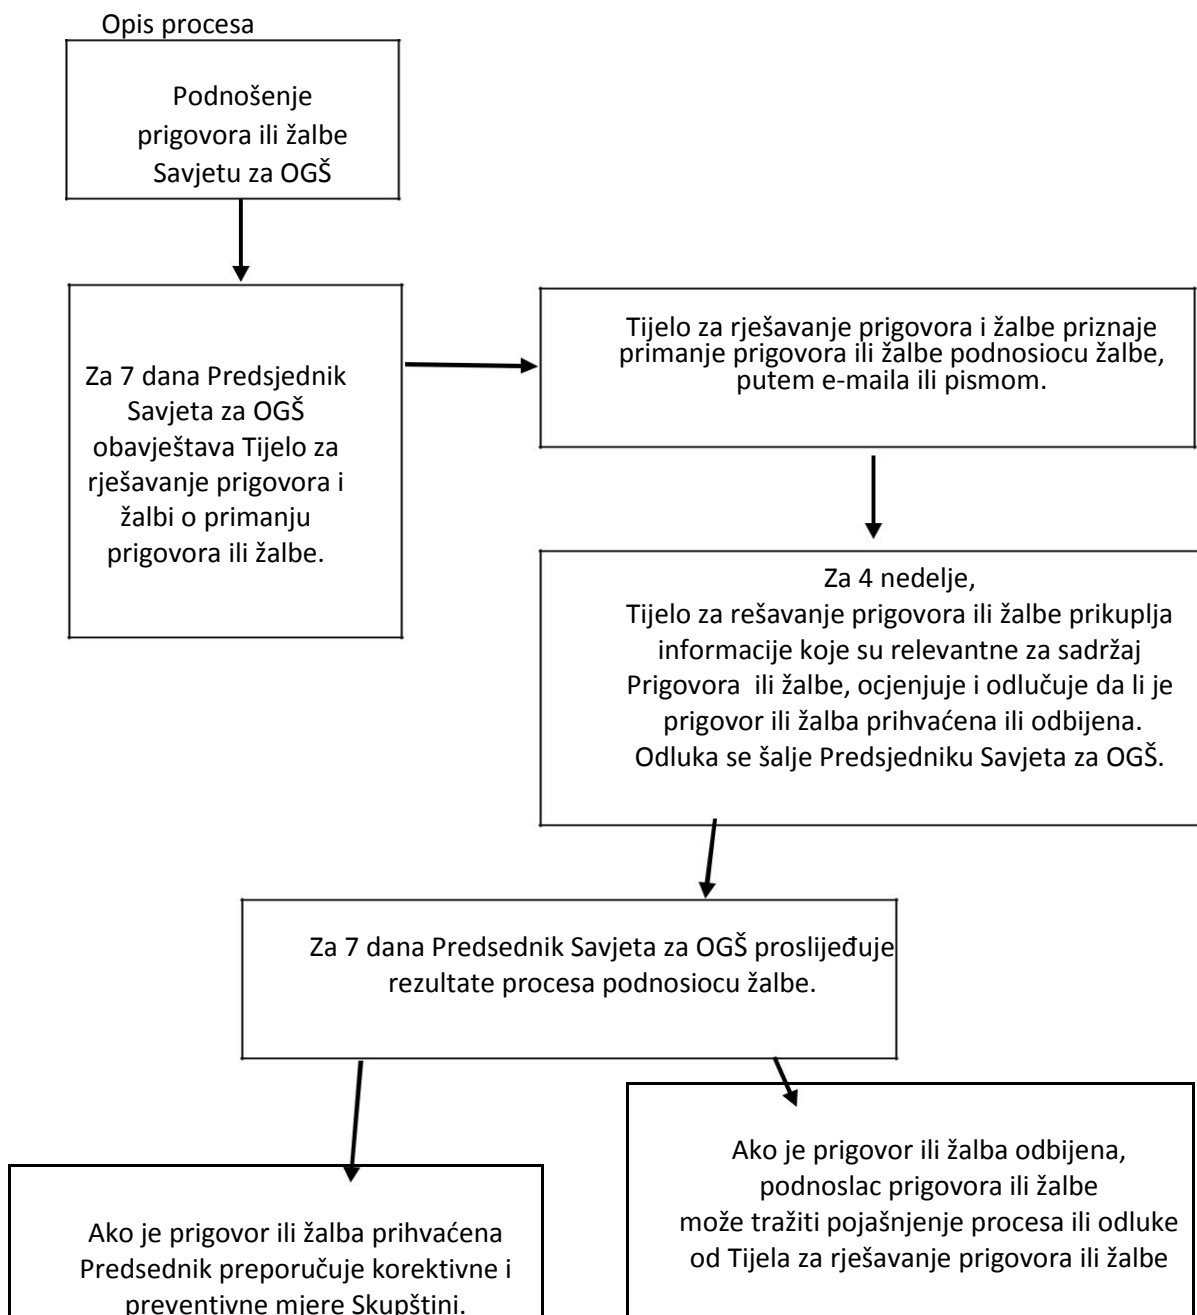 Opis procesa
Podnošenje
prigovora ili žalbe
Savjetu za OGŠ
Za 7 dana Predsjednik
Savjeta za OGŠ
obavještava Tijelo za
rješavanje prigovora i
žalbi o primanju
prigovora ili žalbe.
Tijelo za rješavanje prigovora i žalbe priznaje
primanje prigovora ili žalbe podnosiocu žalbe,
putem e-maila ili pismom.
Za 4 nedelje,
Tijelo za rešavanje prigovora ili žalbe prikuplja
informacije koje su relevantne za sadržaj
Prigovora ili žalbe, ocjenjuje i odlučuje da li je
prigovor ili žalba prihvaćena ili odbijena.
Odluka se šalje Predsjedniku Savjeta za OGŠ.
Za 7 dana Predsednik Savjeta za OGŠ proslijeđuje
rezultate procesa podnosiocu žalbe.
Ako je prigovor ili žalba odbijena,
podnoslac prigovora ili žalbe
može tražiti pojašnjenje procesa ili odluke
od Tijela za rješavanje prigovora ili žalbe
Ako je prigovor ili žalba prihvaćena
Predsednik preporučuje korektivne i
preventivne mjere Skupštini.